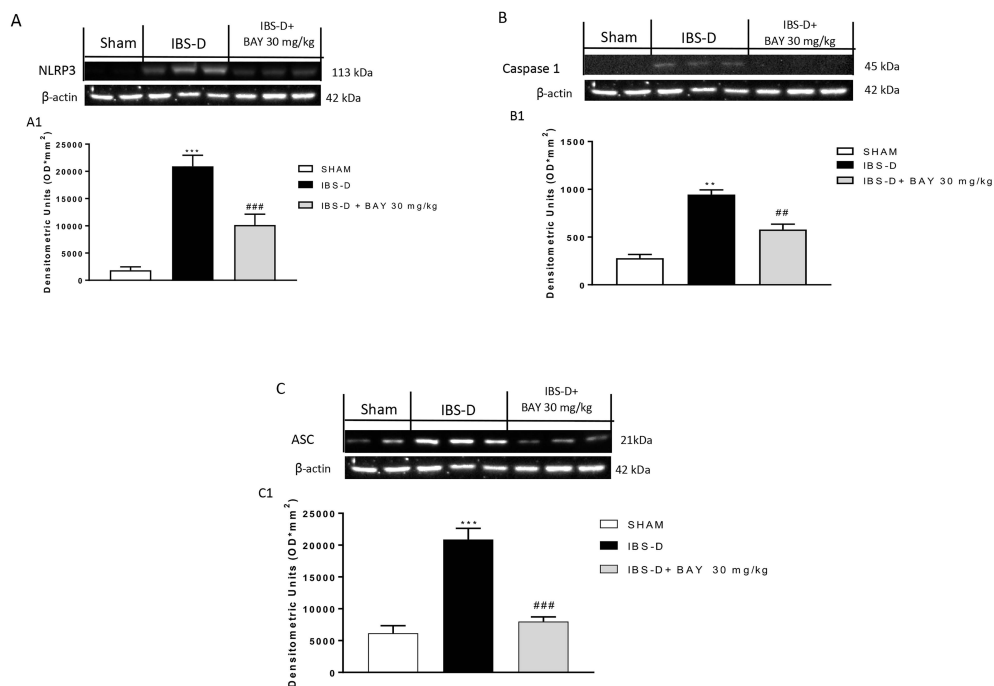 A
Sham IBS-D IBS-D+
BAY 30 mg/kg
NLRP3 113 kDa
β-actin 42 kDa
A1
Densitometric Units (OD*mm²)
25000
20000
15000
10000
5000
0
***
###
SHAM
IBS-D
IBS-D + BAY 30 mg/kg
B
Sham IBS-D IBS-D+
BAY 30 mg/kg
Caspase 1 45 kDa
β-actin 42 kDa
B1
Densitometric Units (OD*mm²)
1500
1000
500
0
**
##
SHAM
IBS-D
IBS-D+ BAY 30 mg/kg
C
Sham IBS-D IBS-D+
BAY 30 mg/kg
ASC 21kDa
β-actin 42 kDa
C1
Densitometric Units (OD*mm²)
25000
20000
15000
10000
5000
0
***
###
SHAM
IBS-D
IBS-D+ BAY 30 mg/kg